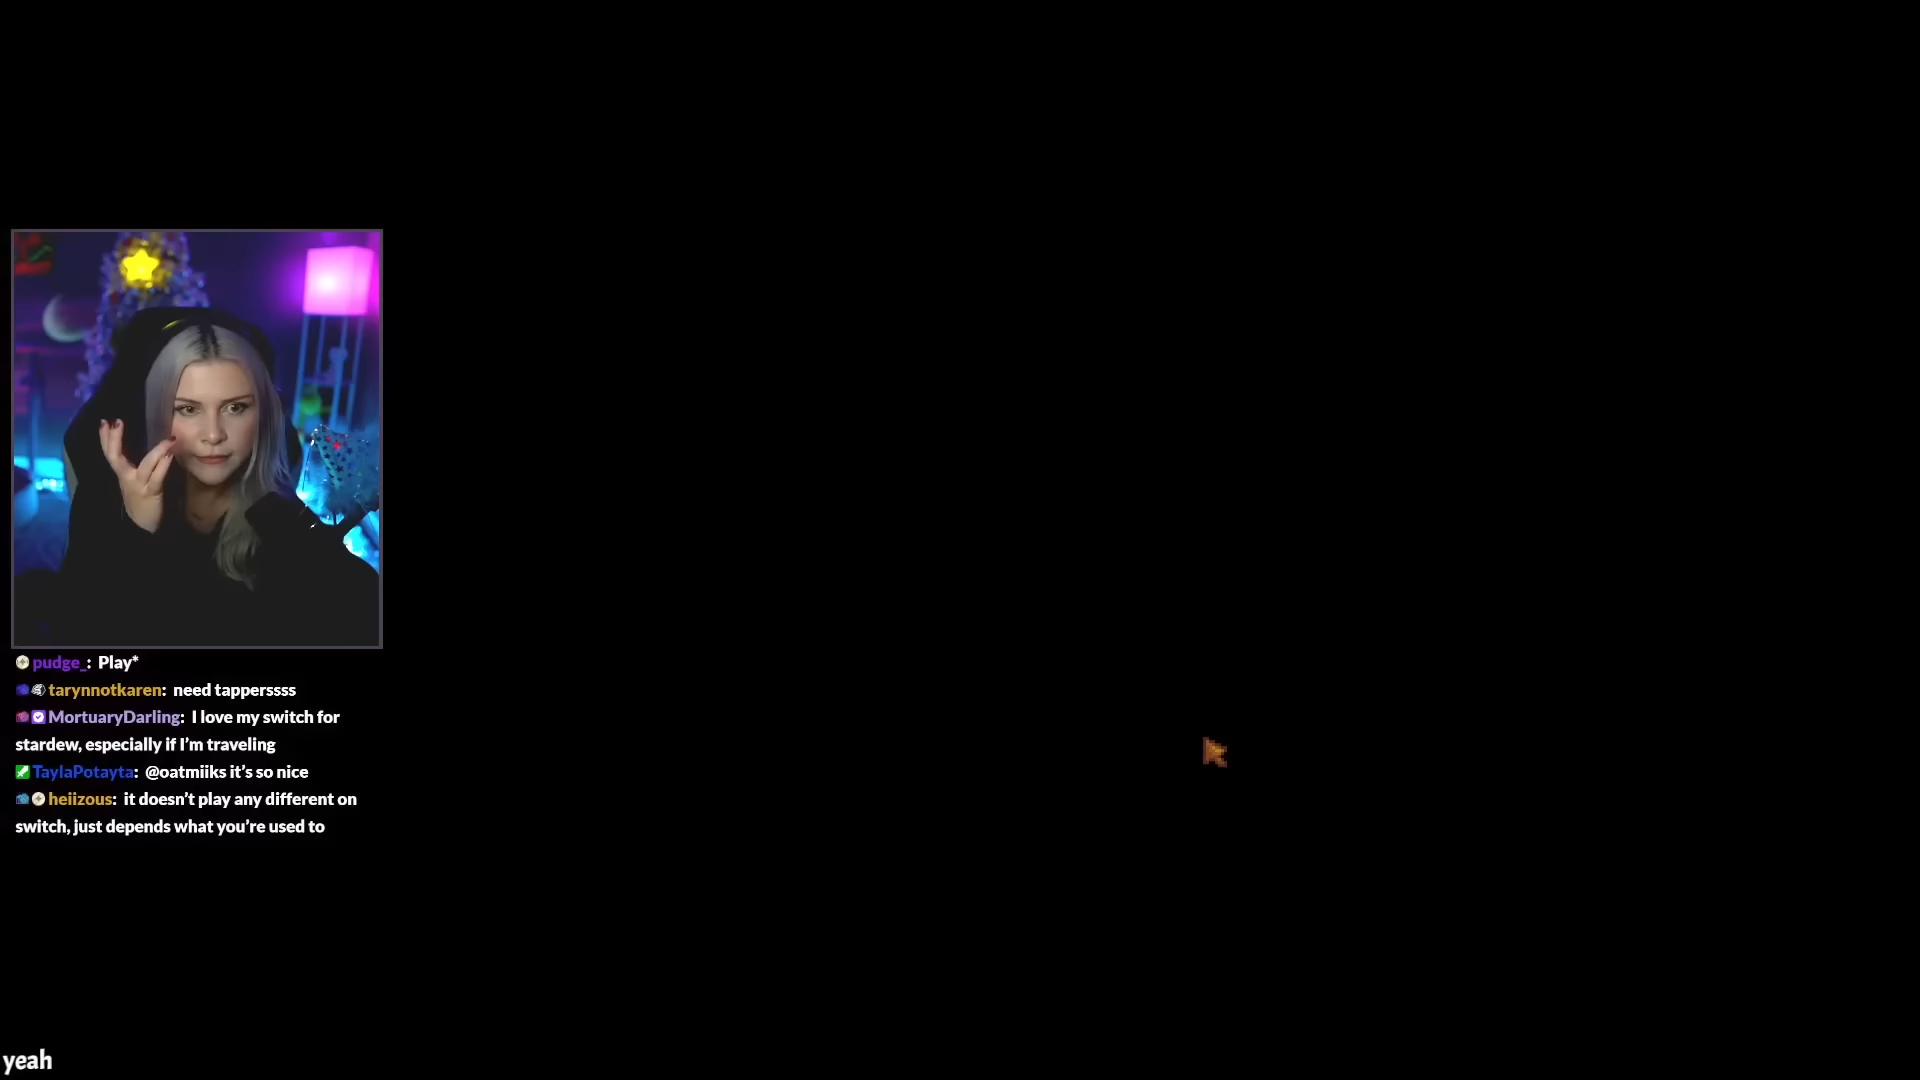 pudge_: Play*
tarynnotkaren: need tapperssss
MortuaryDarling: I love my switch for
stardew, especially if I'm traveling
TaylaPotayta: @oatmiiks it's so nice
heiizous: it doesn't play any different on
switch, just depends what you're used to
yeah